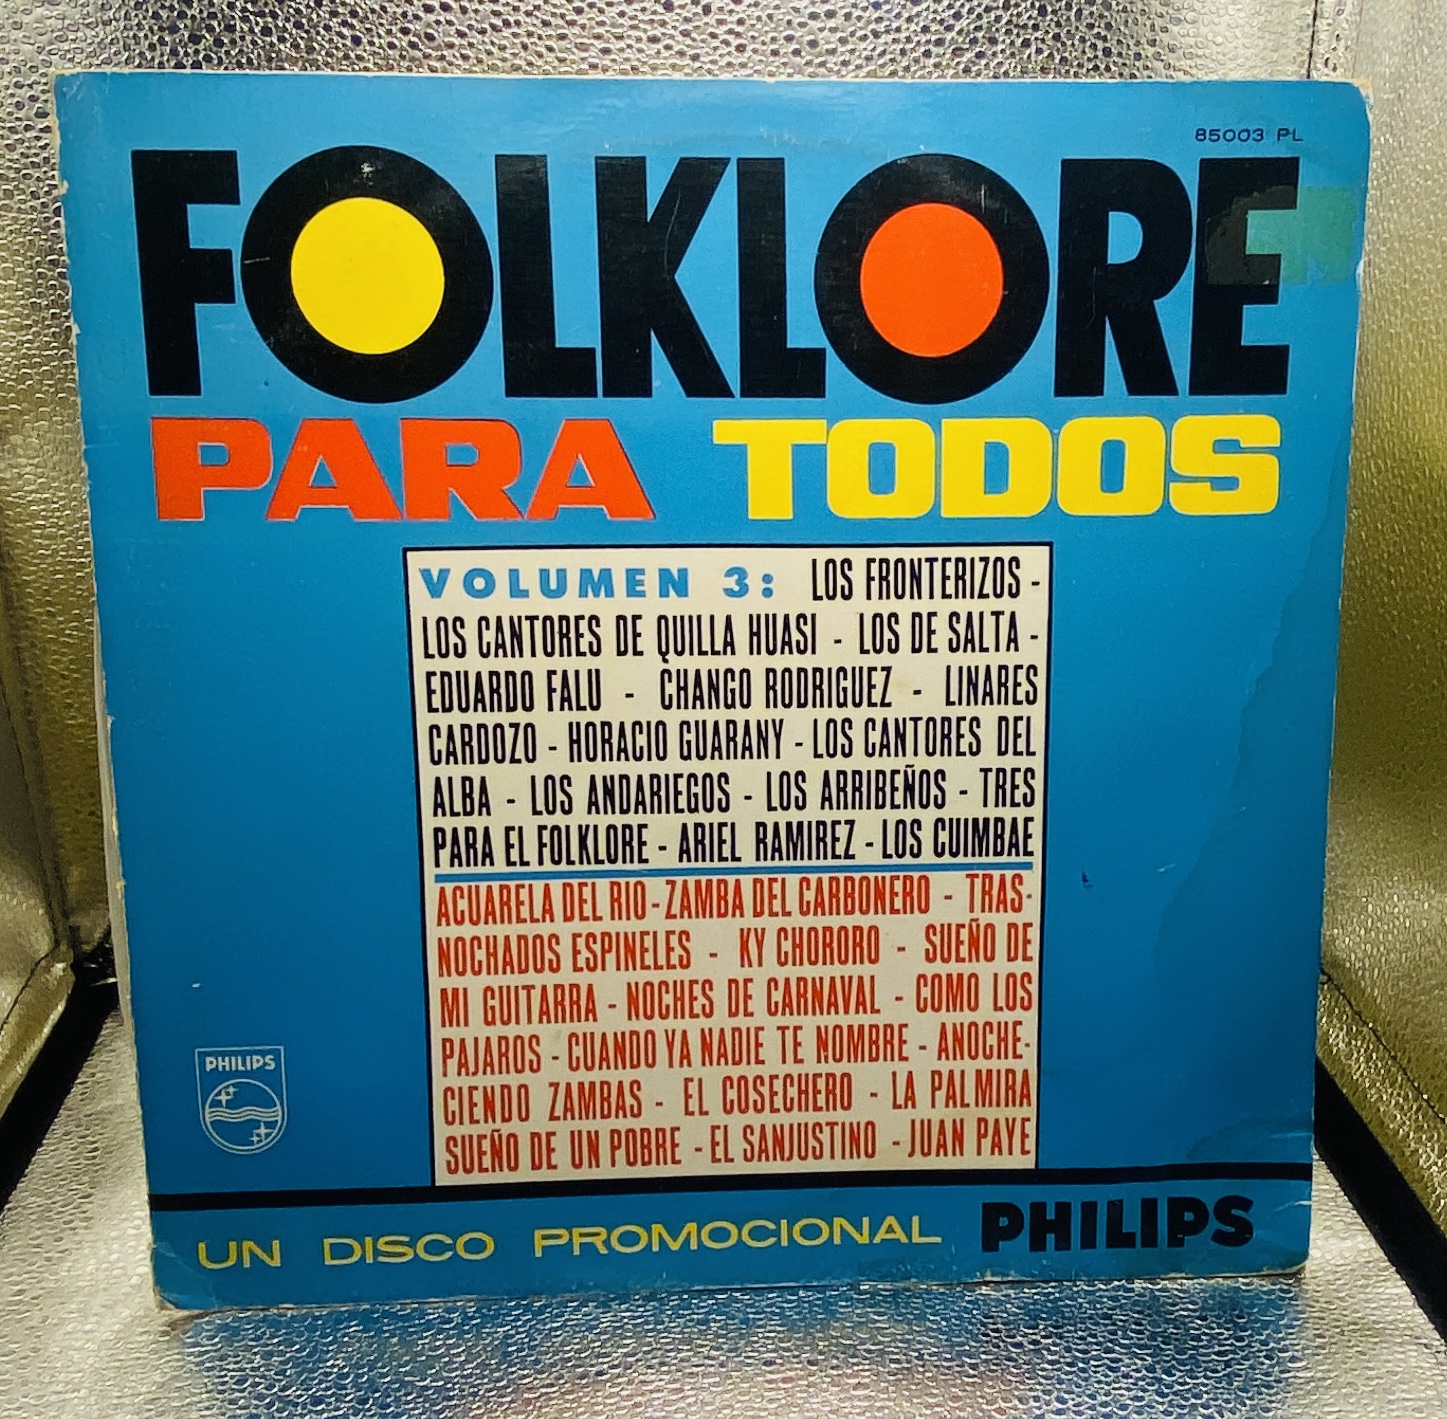 85003 PL
FOLKLORE
PARA TODOS
VOLUMEN 3: LOS FRONTERIZOS -
LOS CANTORES DE QUILLA HUASI - LOS DE SALTA -
EDUARDO FALU - CHANGO RODRIGUEZ - LINARES
CARDOZO - HORACIO GUARANY - LOS CANTORES DEL
ALBA - LOS ANDARIEGOS - LOS ARRIBEÑOS - TRES
PARA EL FOLKLORE - ARIEL RAMIREZ - LOS CUIMBAE
ACUARELA DEL RIO - ZAMBA DEL CARBONERO - TRAS-
NOCHADOS ESPINELES - KY CHORORO - SUEÑO DE
MI GUITARRA - NOCHES DE CARNAVAL - COMO LOS
PAJAROS - CUANDO YA NADIE TE NOMBRE - ANOCHE-
CIENDO ZAMBAS - EL COSECHERO - LA PALMIRA
SUEÑO DE UN POBRE - EL SANJUSTINO - JUAN PAYE
PHILIPS
UN DISCO PROMOCIONAL PHILIPS